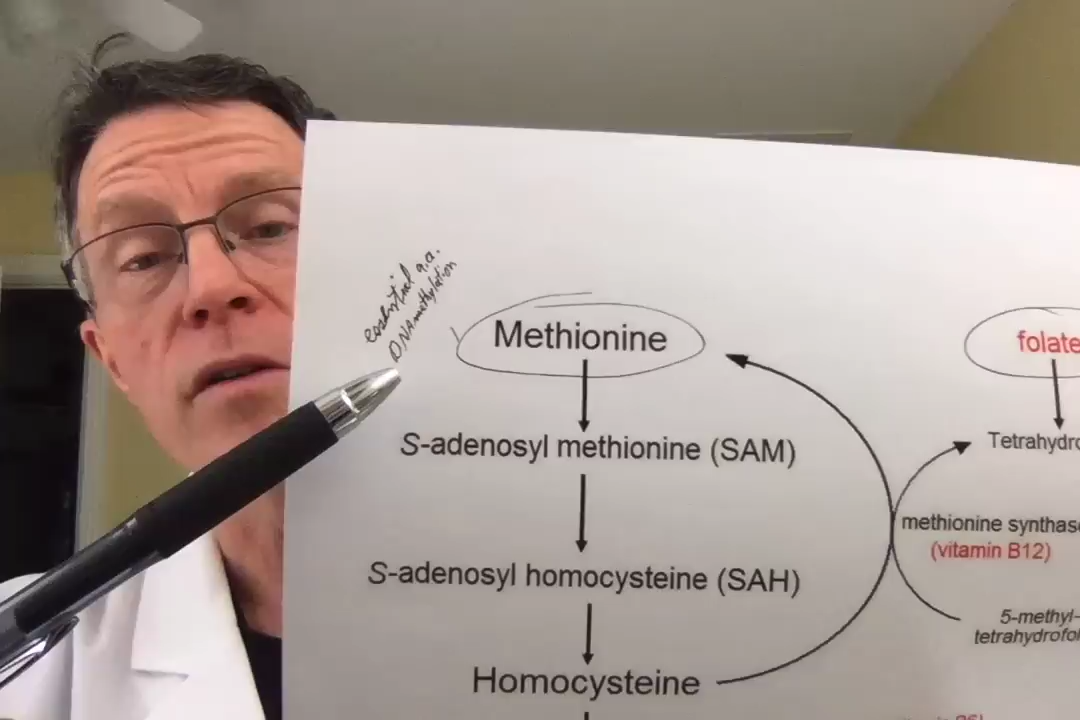 essential a.a.
DNA methylation
Methionine
folate
S-adenosyl methionine (SAM)
Tetrahydro
methionine synthase
(vitamin B12)
S-adenosyl homocysteine (SAH)
5-methyl-
tetrahydrofol
Homocysteine